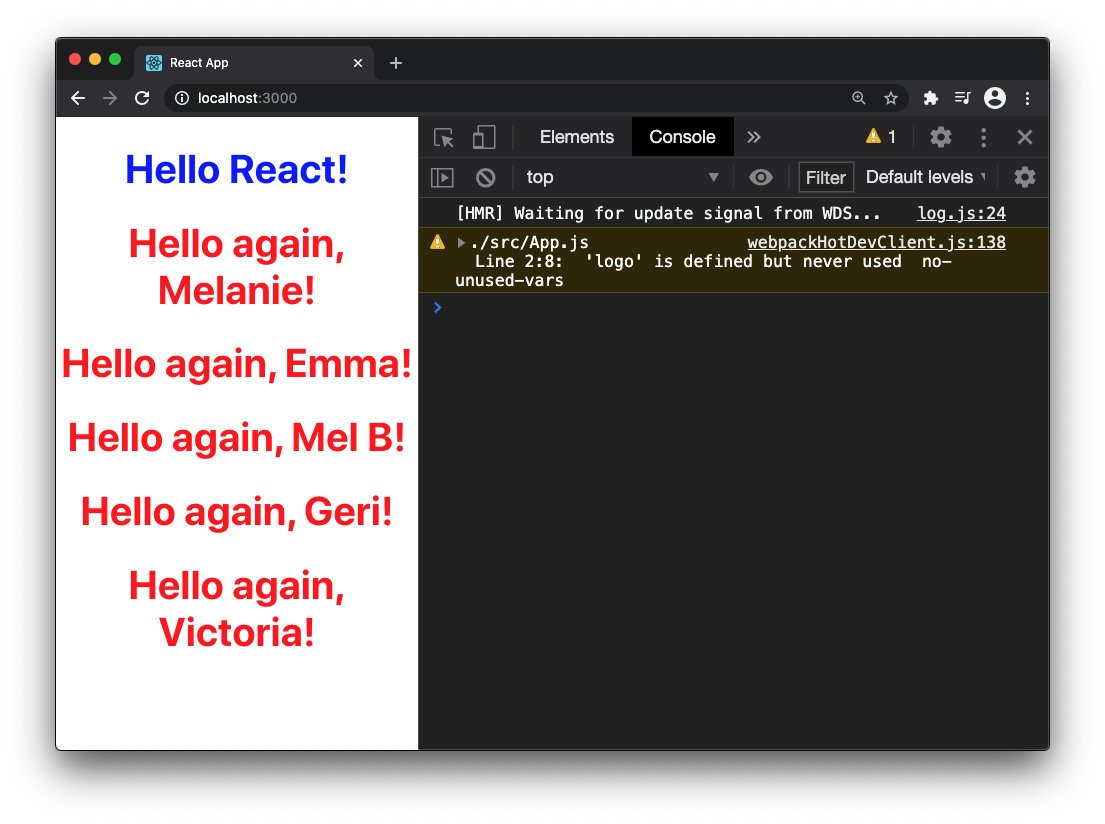 React App
localhost:3000
Elements
Console
1
top
Filter
Default levels
Hello React!
Hello again,
Melanie!
Hello again, Emma!
Hello again, Mel B!
Hello again, Geri!
Hello again,
Victoria!
[HMR] Waiting for update signal from WDS... log.js:24
./src/App.js webpackHotDevClient.js:138
Line 2:8: 'logo' is defined but never used no-
unused-vars